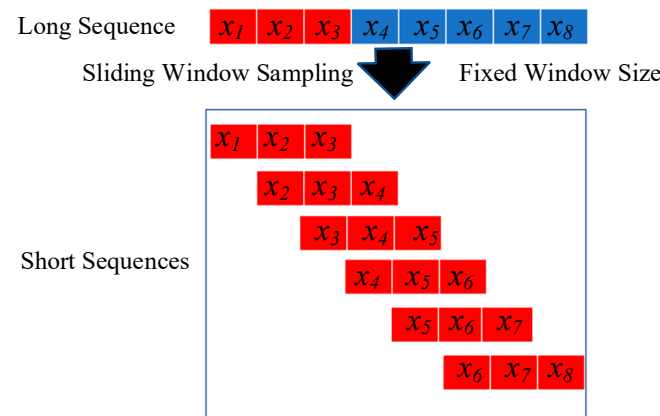 Long Sequence x1 x2 x3 x4 x5 x6 x7 x8
Sliding Window Sampling Fixed Window Size
x1 x2 x3
x2 x3 x4
x3 x4 x5
Short Sequences
x4 x5 x6
x5 x6 x7
x6 x7 x8